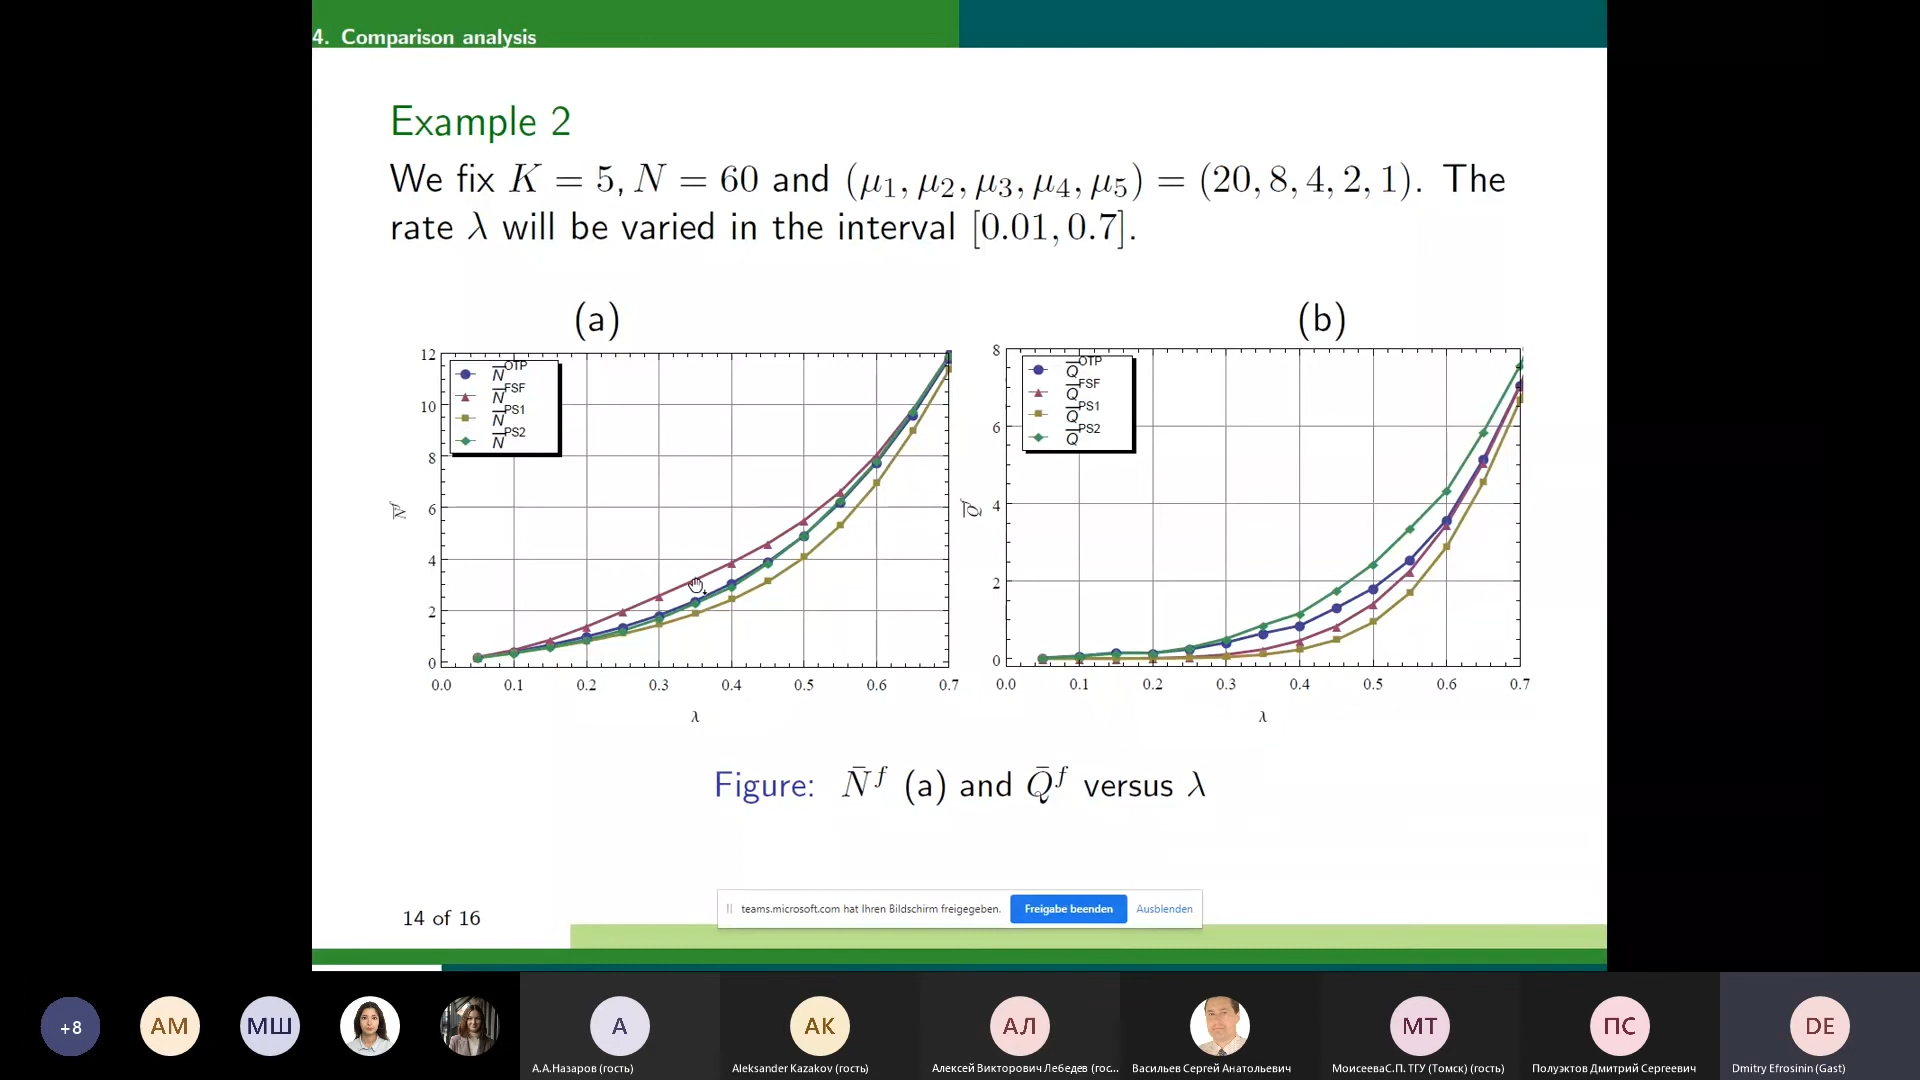 4. Comparison analysis
Example 2
We fix K = 5, N = 60 and (μ₁, μ₂, μ₃, μ₄, μ₅) = (20, 8, 4, 2, 1). The
rate λ will be varied in the interval [0.01, 0.7].
(a)
12
10
8
6
4
2
0
N̄ᶠ
N̄ OTP
N̄ FSF
N̄ PS1
N̄ PS2
0.0 0.1 0.2 0.3 0.4 0.5 0.6 0.7
λ
(b)
8
6
4
2
0
Q̄ᶠ
Q̄ OTP
Q̄ FSF
Q̄ PS1
Q̄ PS2
0.0 0.1 0.2 0.3 0.4 0.5 0.6 0.7
λ
Figure: N̄ᶠ (a) and Q̄ᶠ versus λ
teams.microsoft.com hat Ihren Bildschirm freigegeben. Freigabe beenden Ausblenden
14 of 16
+8 АМ МШ А АК АЛ МТ ПС DE
А.А.Назаров (гость) Aleksander Kazakov (гость) Алексей Викторович Лебедев (гос... Васильев Сергей Анатольевич МоисееваС.П. ТГУ (Томск) (гость) Полуэктов Дмитрий Сергеевич Dmitry Efrosinin (Gast)